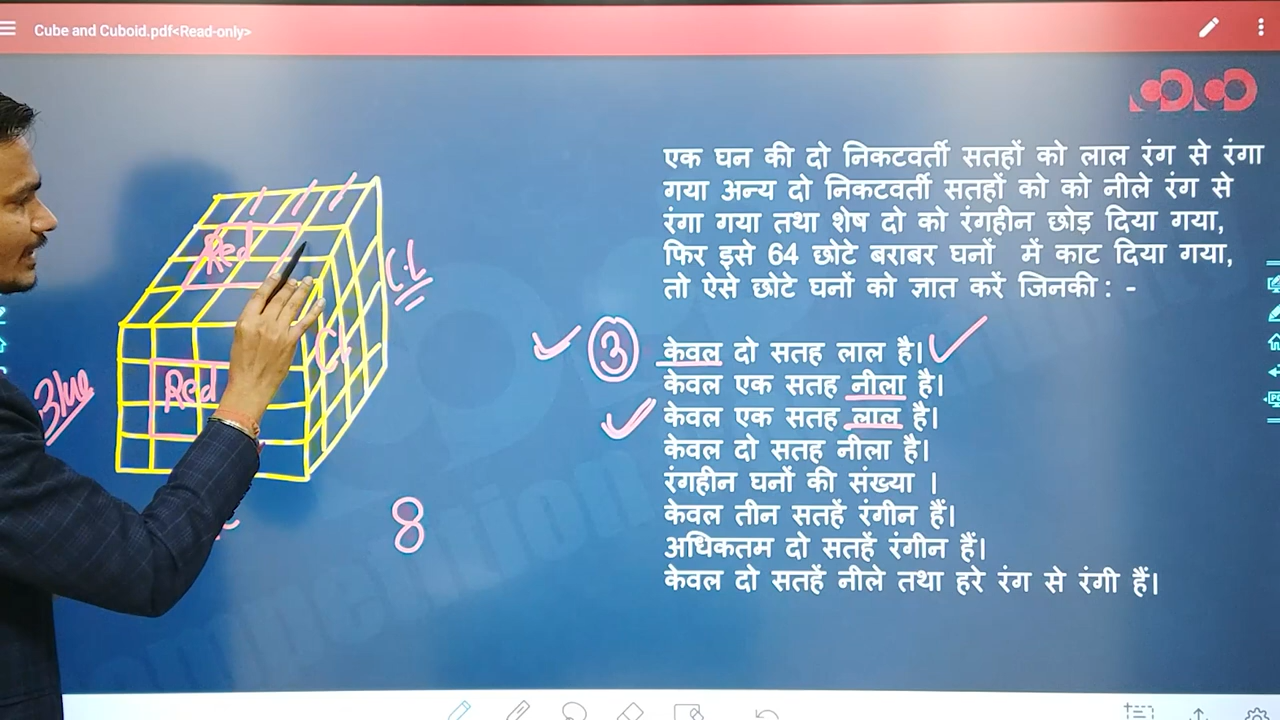 Cube and Cuboid.pdf<Read-only>
एक घन की दो निकटवर्ती सतहों को लाल रंग से रंगा
गया अन्य दो निकटवर्ती सतहों को को नीले रंग से
रंगा गया तथा शेष दो को रंगहीन छोड़ दिया गया,
फिर इसे 64 छोटे बराबर घनों में काट दिया गया,
तो ऐसे छोटे घनों को ज्ञात करें जिनकी : -
3 केवल दो सतह लाल है।
केवल एक सतह नीला है।
केवल एक सतह लाल है।
केवल दो सतह नीला है।
रंगहीन घनों की संख्या ।
केवल तीन सतहें रंगीन हैं।
अधिकतम दो सतहें रंगीन हैं।
केवल दो सतहें नीले तथा हरे रंग से रंगी हैं।
Red
C.L
Blue
Red
8